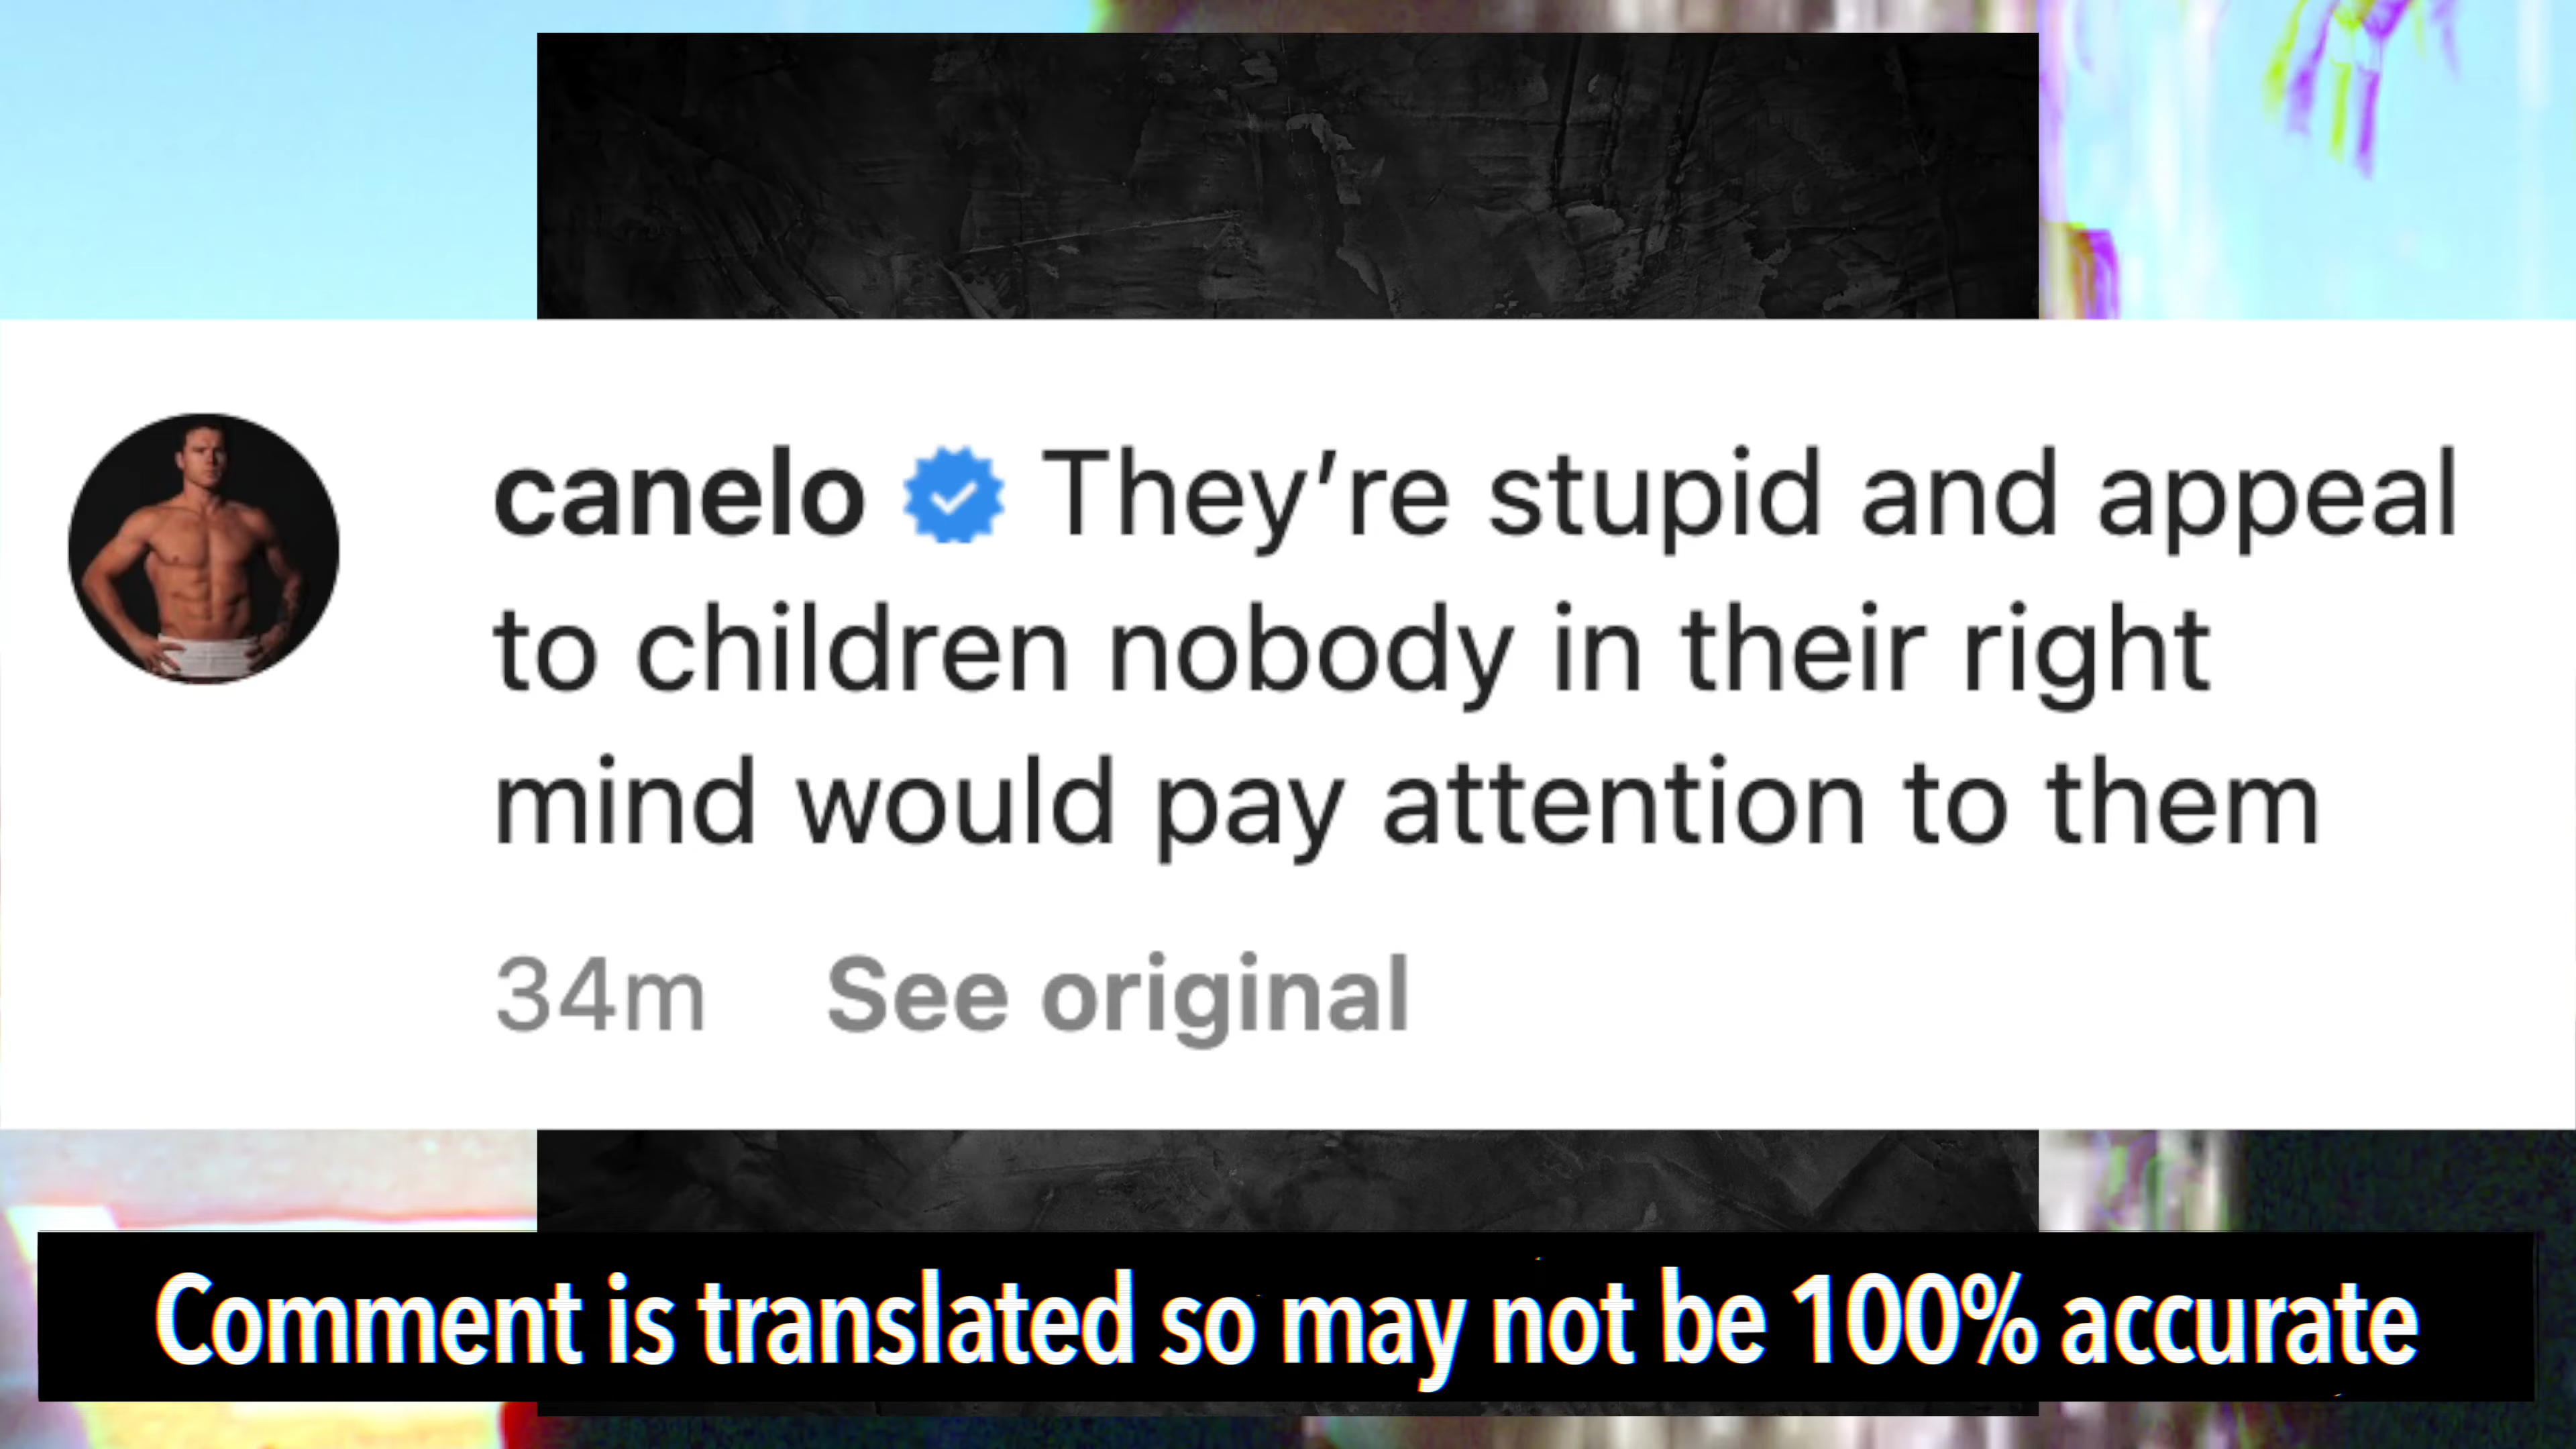 canelo They're stupid and appeal
to children nobody in their right
mind would pay attention to them
34m See original
Comment is translated so may not be 100% accurate